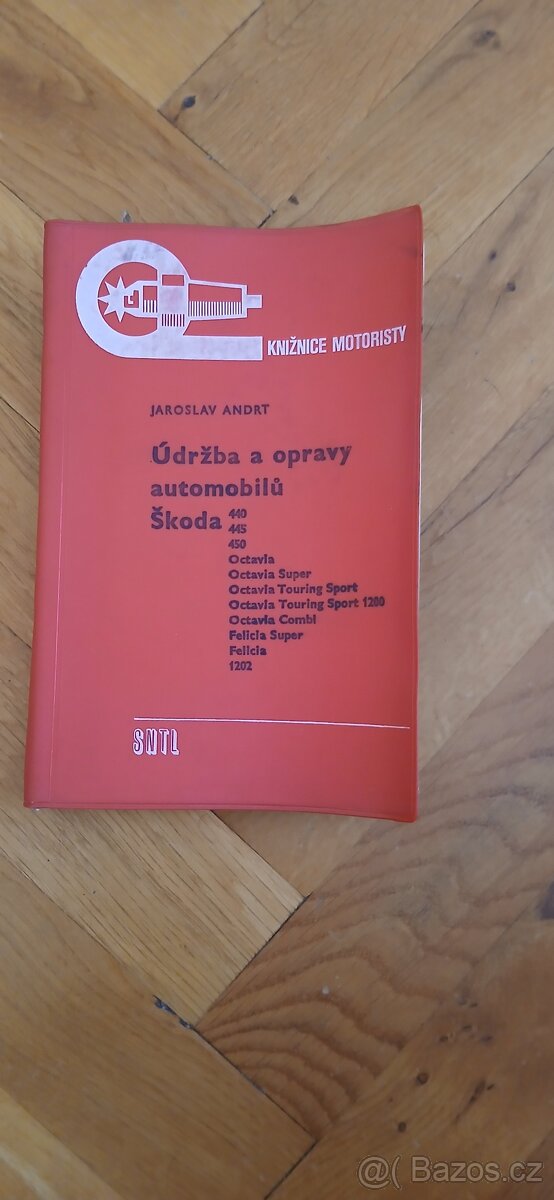 KNIŽNICE MOTORISTY
JAROSLAV ANDRT
Údržba a opravy
automobilů
Škoda 440
445
450
Octavia
Octavia Super
Octavia Touring Sport
Octavia Touring Sport 1200
Octavia Combi
Felicia Super
Felicia
1202
SNTL
@( Bazos.cz